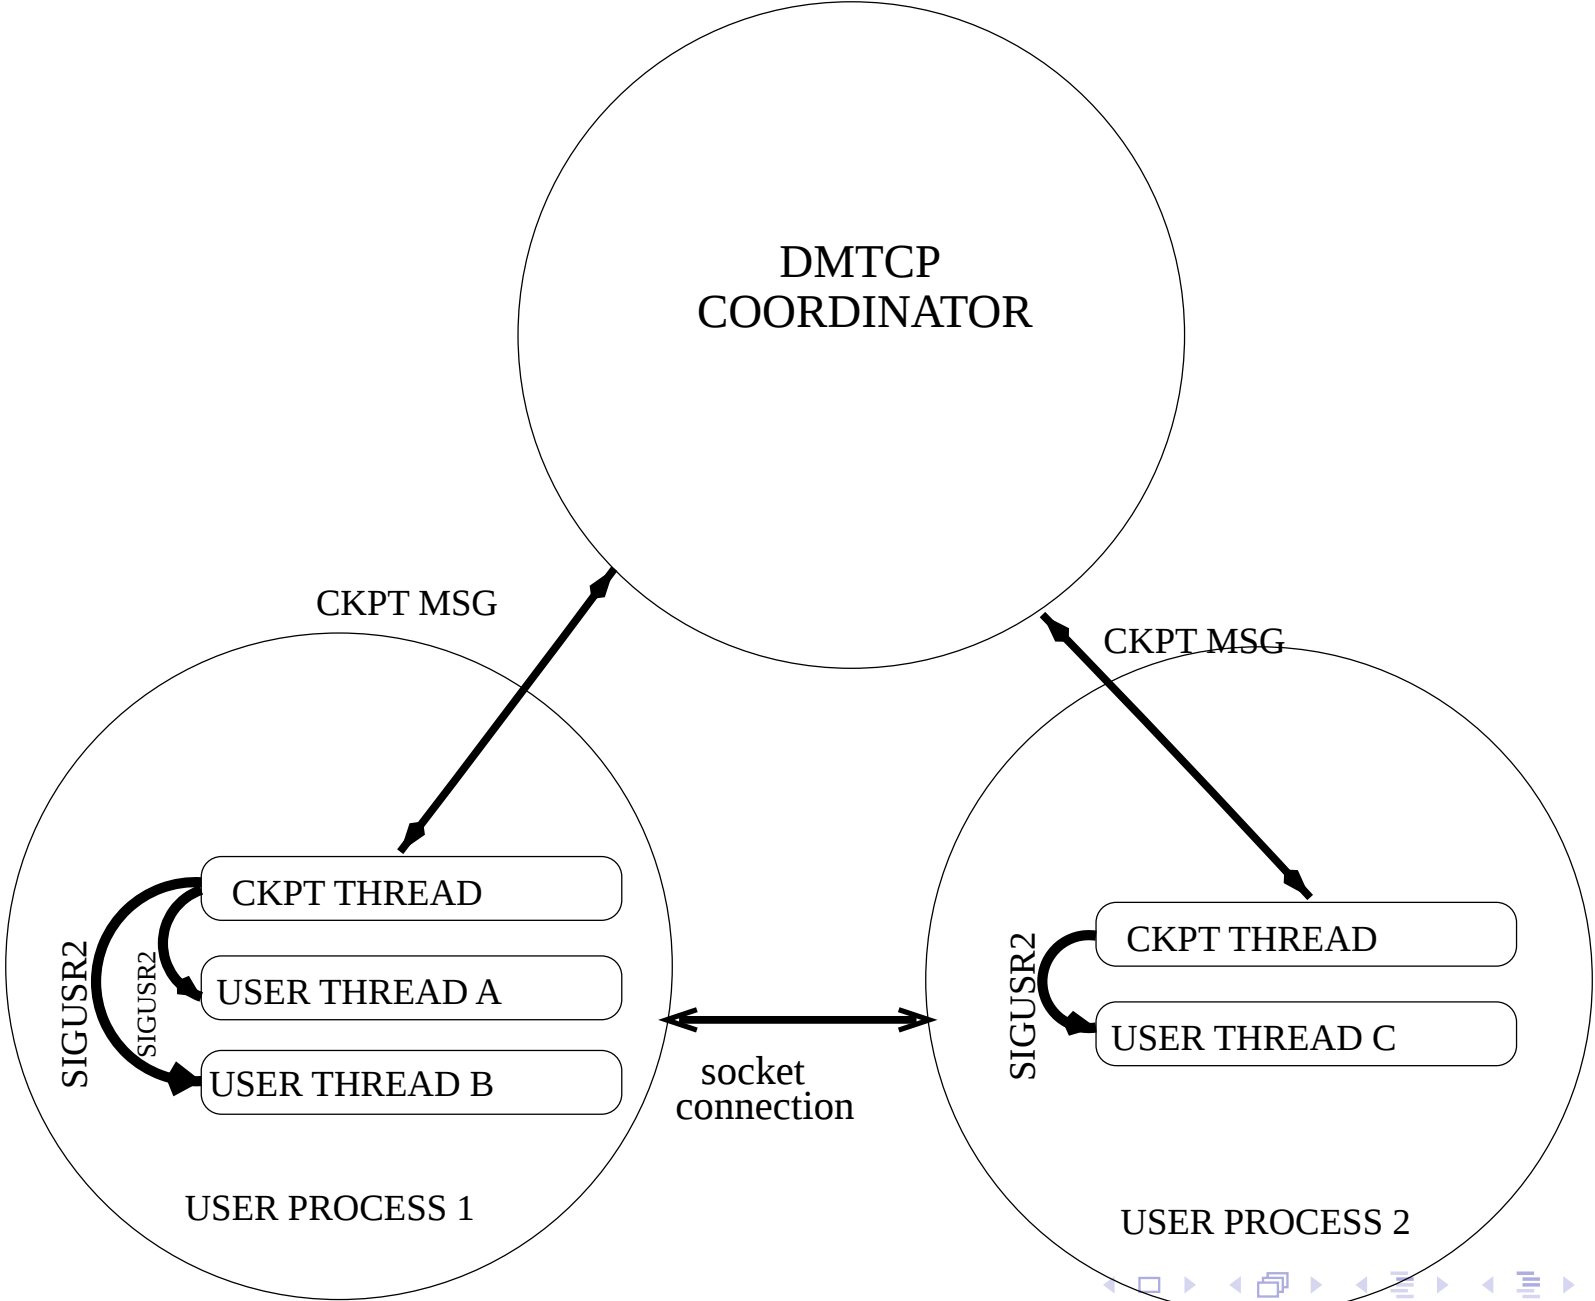 DMTCP
COORDINATOR
CKPT MSG
CKPT MSG
CKPT THREAD
USER THREAD A
USER THREAD B
SIGUSR2
SIGUSR2
USER PROCESS 1
socket
connection
CKPT THREAD
USER THREAD C
SIGUSR2
USER PROCESS 2